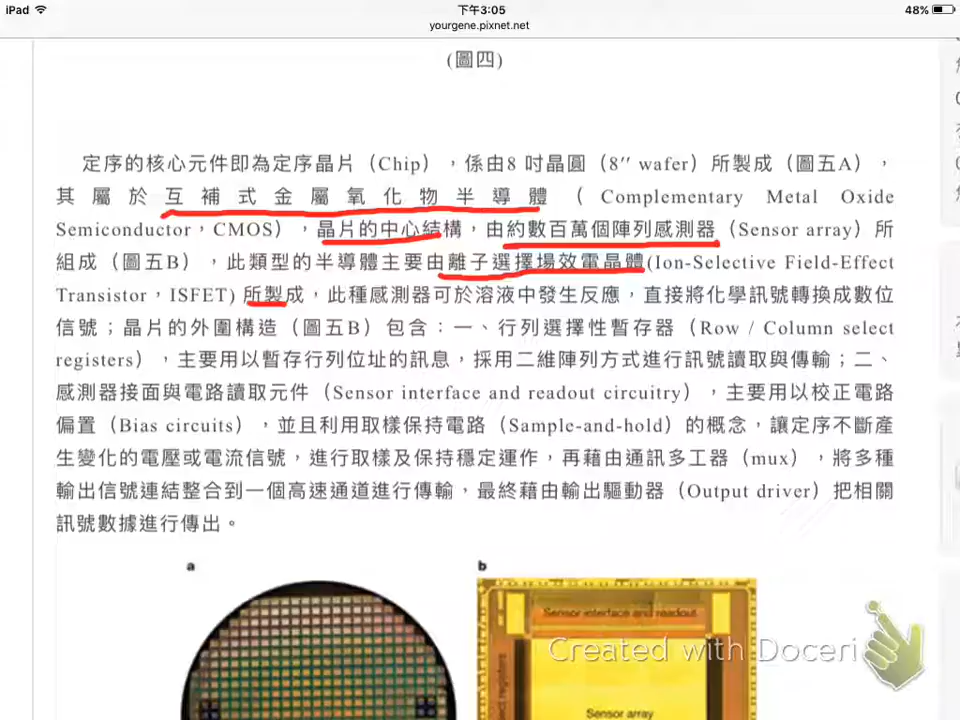 iPad 下午3:05 48%
yourgene.pixnet.net
(圖四)
定序的核心元件即為定序晶片（Chip），係由8 吋晶圓（8″ wafer）所製成（圖五A），
其屬於互補式金屬氧化物半導體（Complementary Metal Oxide
Semiconductor，CMOS），晶片的中心結構，由約數百萬個陣列感測器（Sensor array）所
組成（圖五B），此類型的半導體主要由離子選擇場效電晶體(Ion-Selective Field-Effect
Transistor，ISFET) 所製成，此種感測器可於溶液中發生反應，直接將化學訊號轉換成數位
信號；晶片的外圍構造（圖五B）包含：一、行列選擇性暫存器（Row / Column select
registers），主要用以暫存行列位址的訊息，採用二維陣列方式進行訊號讀取與傳輸；二、
感測器接面與電路讀取元件（Sensor interface and readout circuitry），主要用以校正電路
偏置（Bias circuits），並且利用取樣保持電路（Sample-and-hold）的概念，讓定序不斷產
生變化的電壓或電流信號，進行取樣及保持穩定運作，再藉由通訊多工器（mux），將多種
輸出信號連結整合到一個高速通道進行傳輸，最終藉由輸出驅動器（Output driver）把相關
訊號數據進行傳出。
a b
Sensor interface and readout
Created with Doceri
ect registers
Sensor array